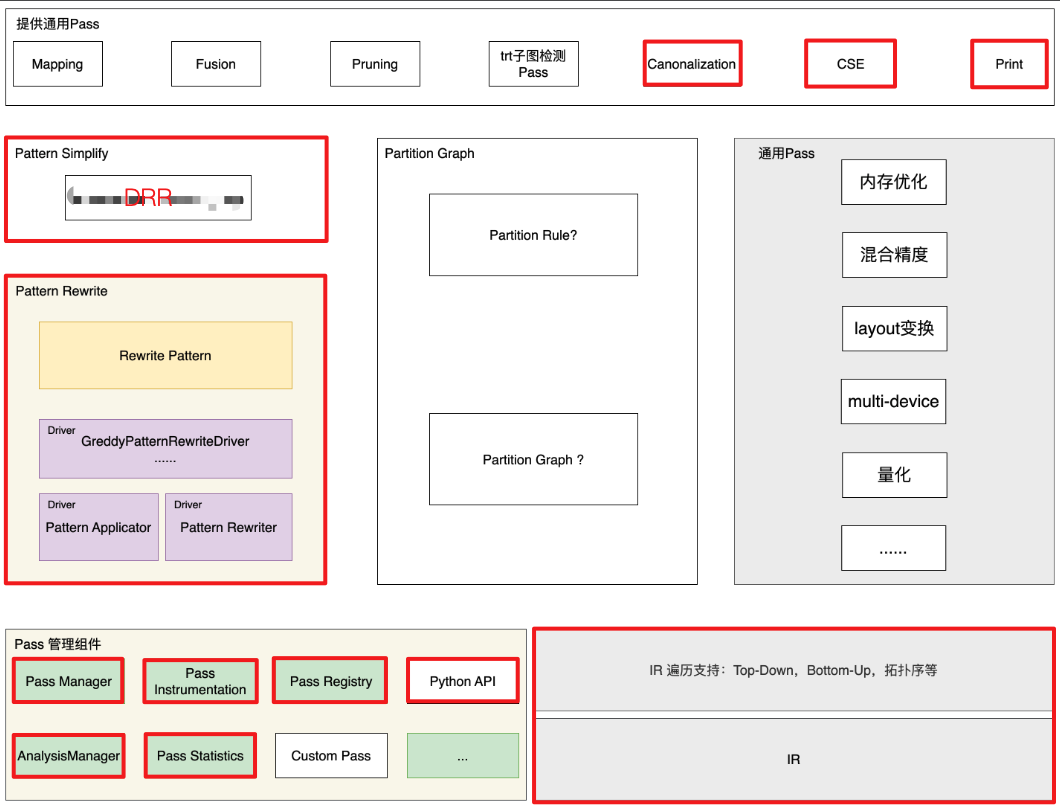 提供通用Pass
Mapping
Fusion
Pruning
trt子图检测
Pass
Canonalization
CSE
Print
Pattern Simplify
DRR
Partition Graph
Partition Rule?
Partition Graph ?
通用Pass
内存优化
混合精度
layout变换
multi-device
量化
......
Pattern Rewrite
Rewrite Pattern
Driver
GreddyPatternRewriteDriver
......
Driver
Pattern Applicator
Driver
Pattern Rewriter
Pass 管理组件
Pass Manager
Pass
Instrumentation
Pass Registry
Python API
AnalysisManager
Pass Statistics
Custom Pass
...
IR 遍历支持：Top-Down，Bottom-Up，拓扑序等
IR